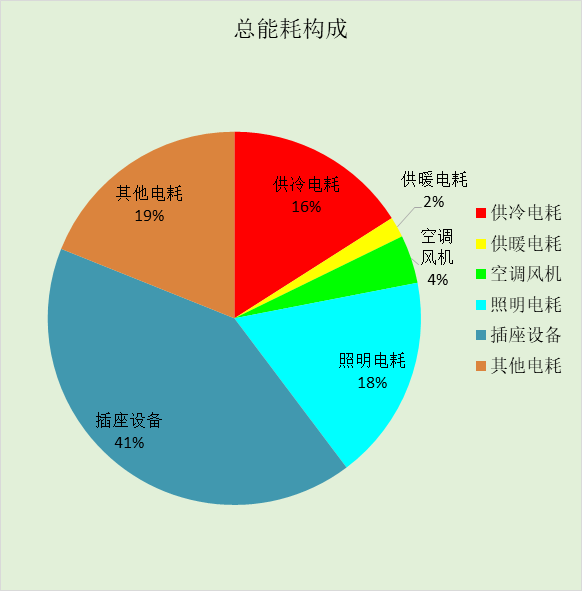 总能耗构成
供冷电耗
16%
供暖电耗
2%
空调
风机
4%
照明电耗
18%
插座设备
41%
其他电耗
19%
供冷电耗
供暖电耗
空调风机
照明电耗
插座设备
其他电耗